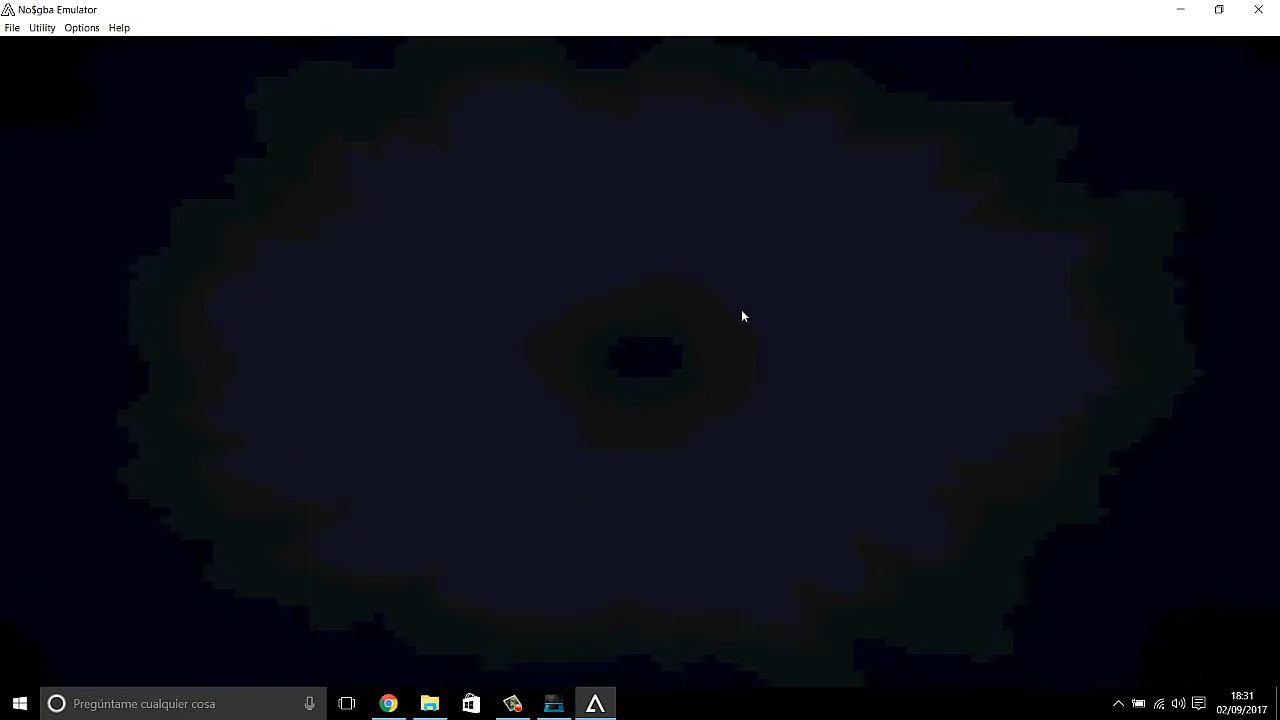 No$gba Emulator
File Utility Options Help
Pregúntame cualquier cosa
18:31
02/09/2017